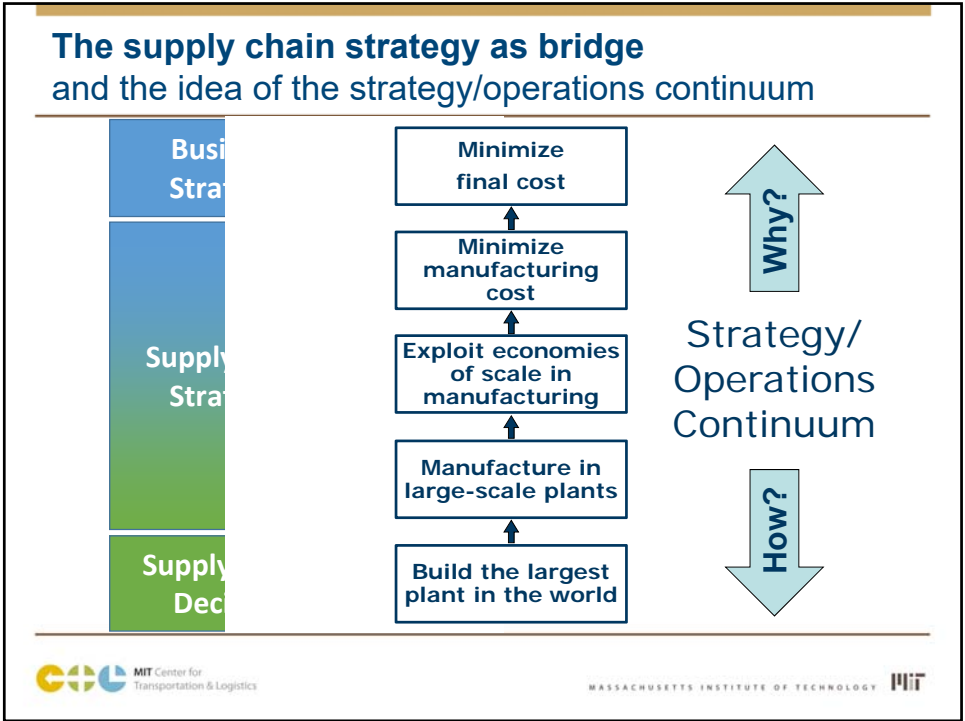 The supply chain strategy as bridge
and the idea of the strategy/operations continuum
Busi
Stra
Supply
Stra
Supply
Deci
Minimize
final cost
Minimize
manufacturing
cost
Exploit economies
of scale in
manufacturing
Manufacture in
large-scale plants
Build the largest
plant in the world
Why?
Strategy/
Operations
Continuum
How?
MIT Center for
Transportation & Logistics
MASSACHUSETTS INSTITUTE OF TECHNOLOGY